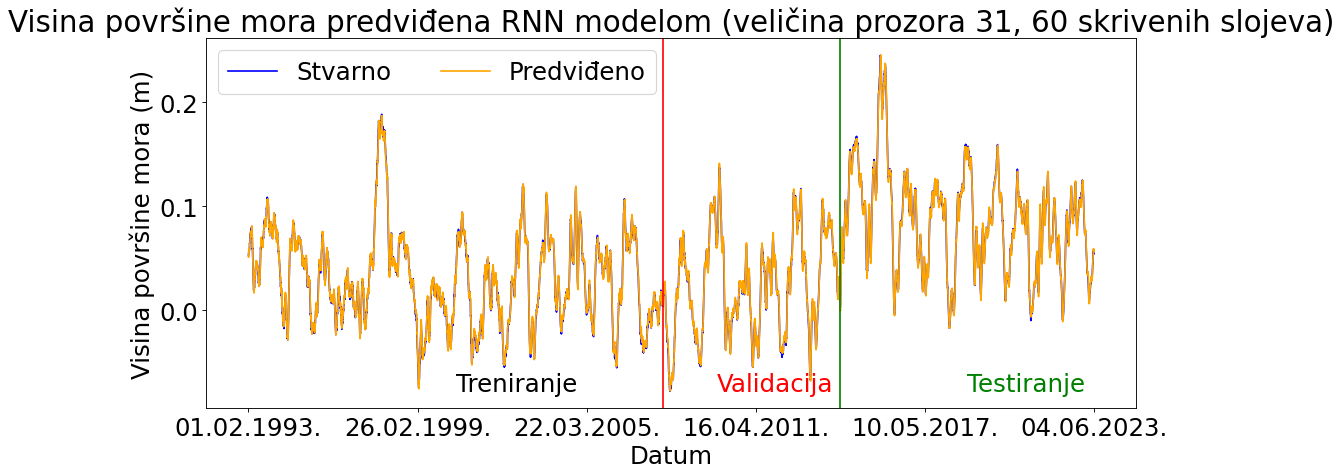 Visina površine mora predviđena RNN modelom (veličina prozora 31, 60 skrivenih slojeva)
Stvarno Predviđeno
Visina površine mora (m)
0.2
0.1
0.0
Treniranje Validacija Testiranje
01.02.1993. 26.02.1999. 22.03.2005. 16.04.2011. 10.05.2017. 04.06.2023.
Datum